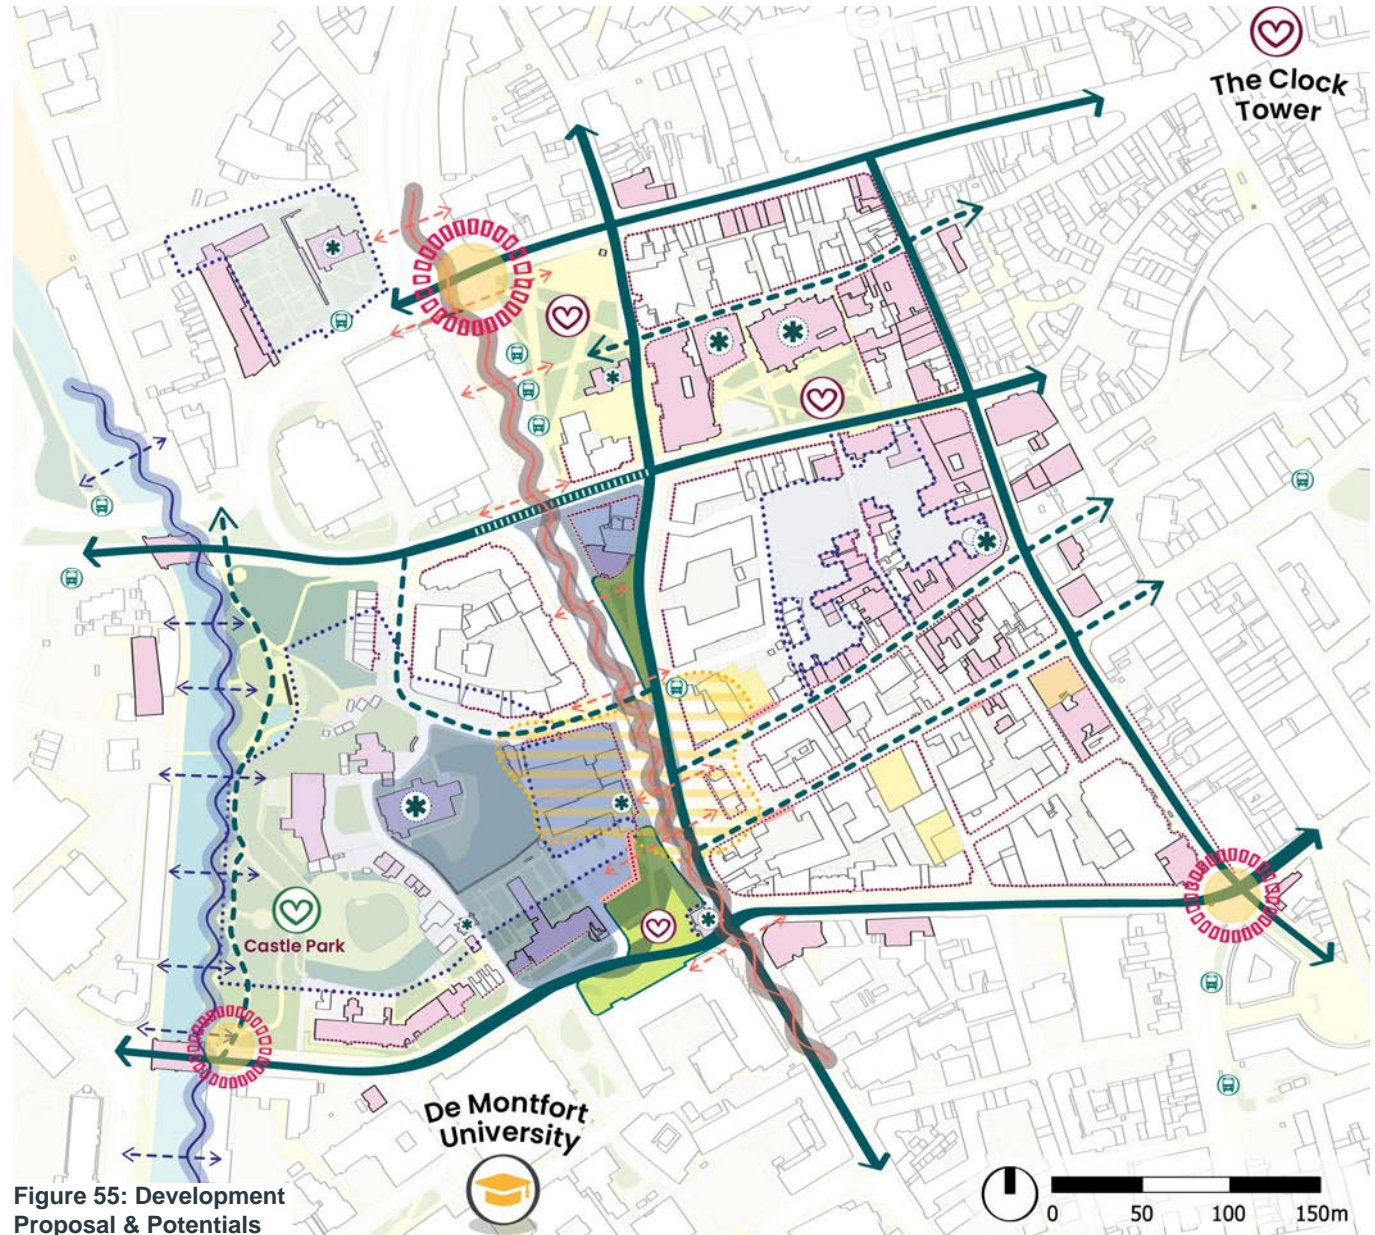 The Clock
Tower
Castle Park
De Montfort
University
Figure 55: Development
Proposal & Potentials
0 50 100 150m